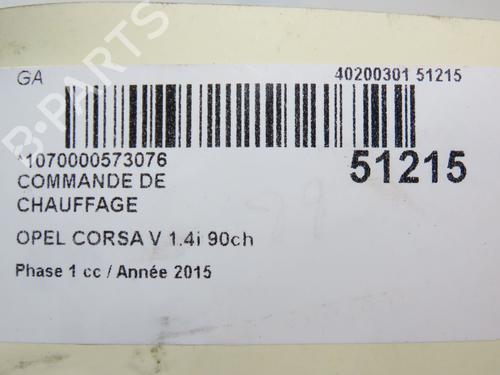 GA
40200301 51215
*1070000573076
51215
COMMANDE DE
CHAUFFAGE
OPEL CORSA V 1.4i 90ch
Phase 1 cc / Année 2015
B-PARTS